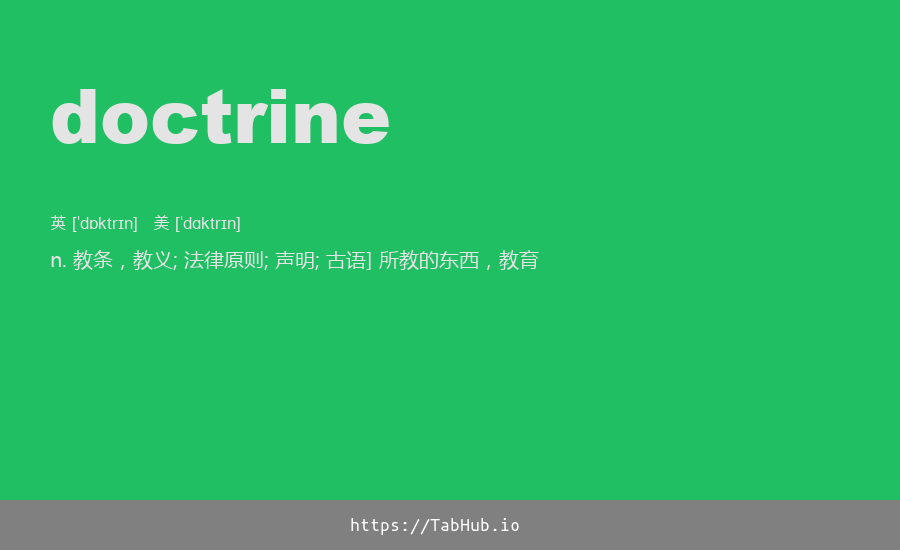 doctrine
英 [ˈdɒktrɪn] 美 [ˈdɑktrɪn]
n. 教条，教义; 法律原则; 声明; 古语] 所教的东西，教育
https://TabHub.io